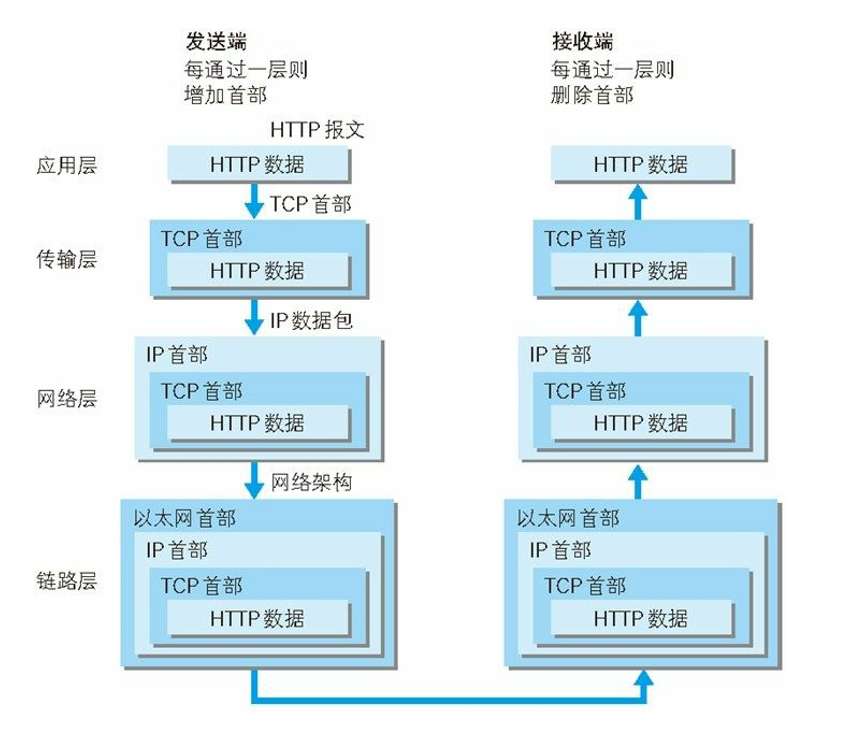 发送端
每通过一层则
增加首部
接收端
每通过一层则
删除首部
HTTP 报文
应用层
HTTP 数据
HTTP 数据
TCP 首部
传输层
TCP 首部
HTTP 数据
TCP 首部
HTTP 数据
IP 数据包
网络层
IP 首部
TCP 首部
HTTP 数据
IP 首部
TCP 首部
HTTP 数据
网络架构
链路层
以太网首部
IP 首部
TCP 首部
HTTP 数据
以太网首部
IP 首部
TCP 首部
HTTP 数据